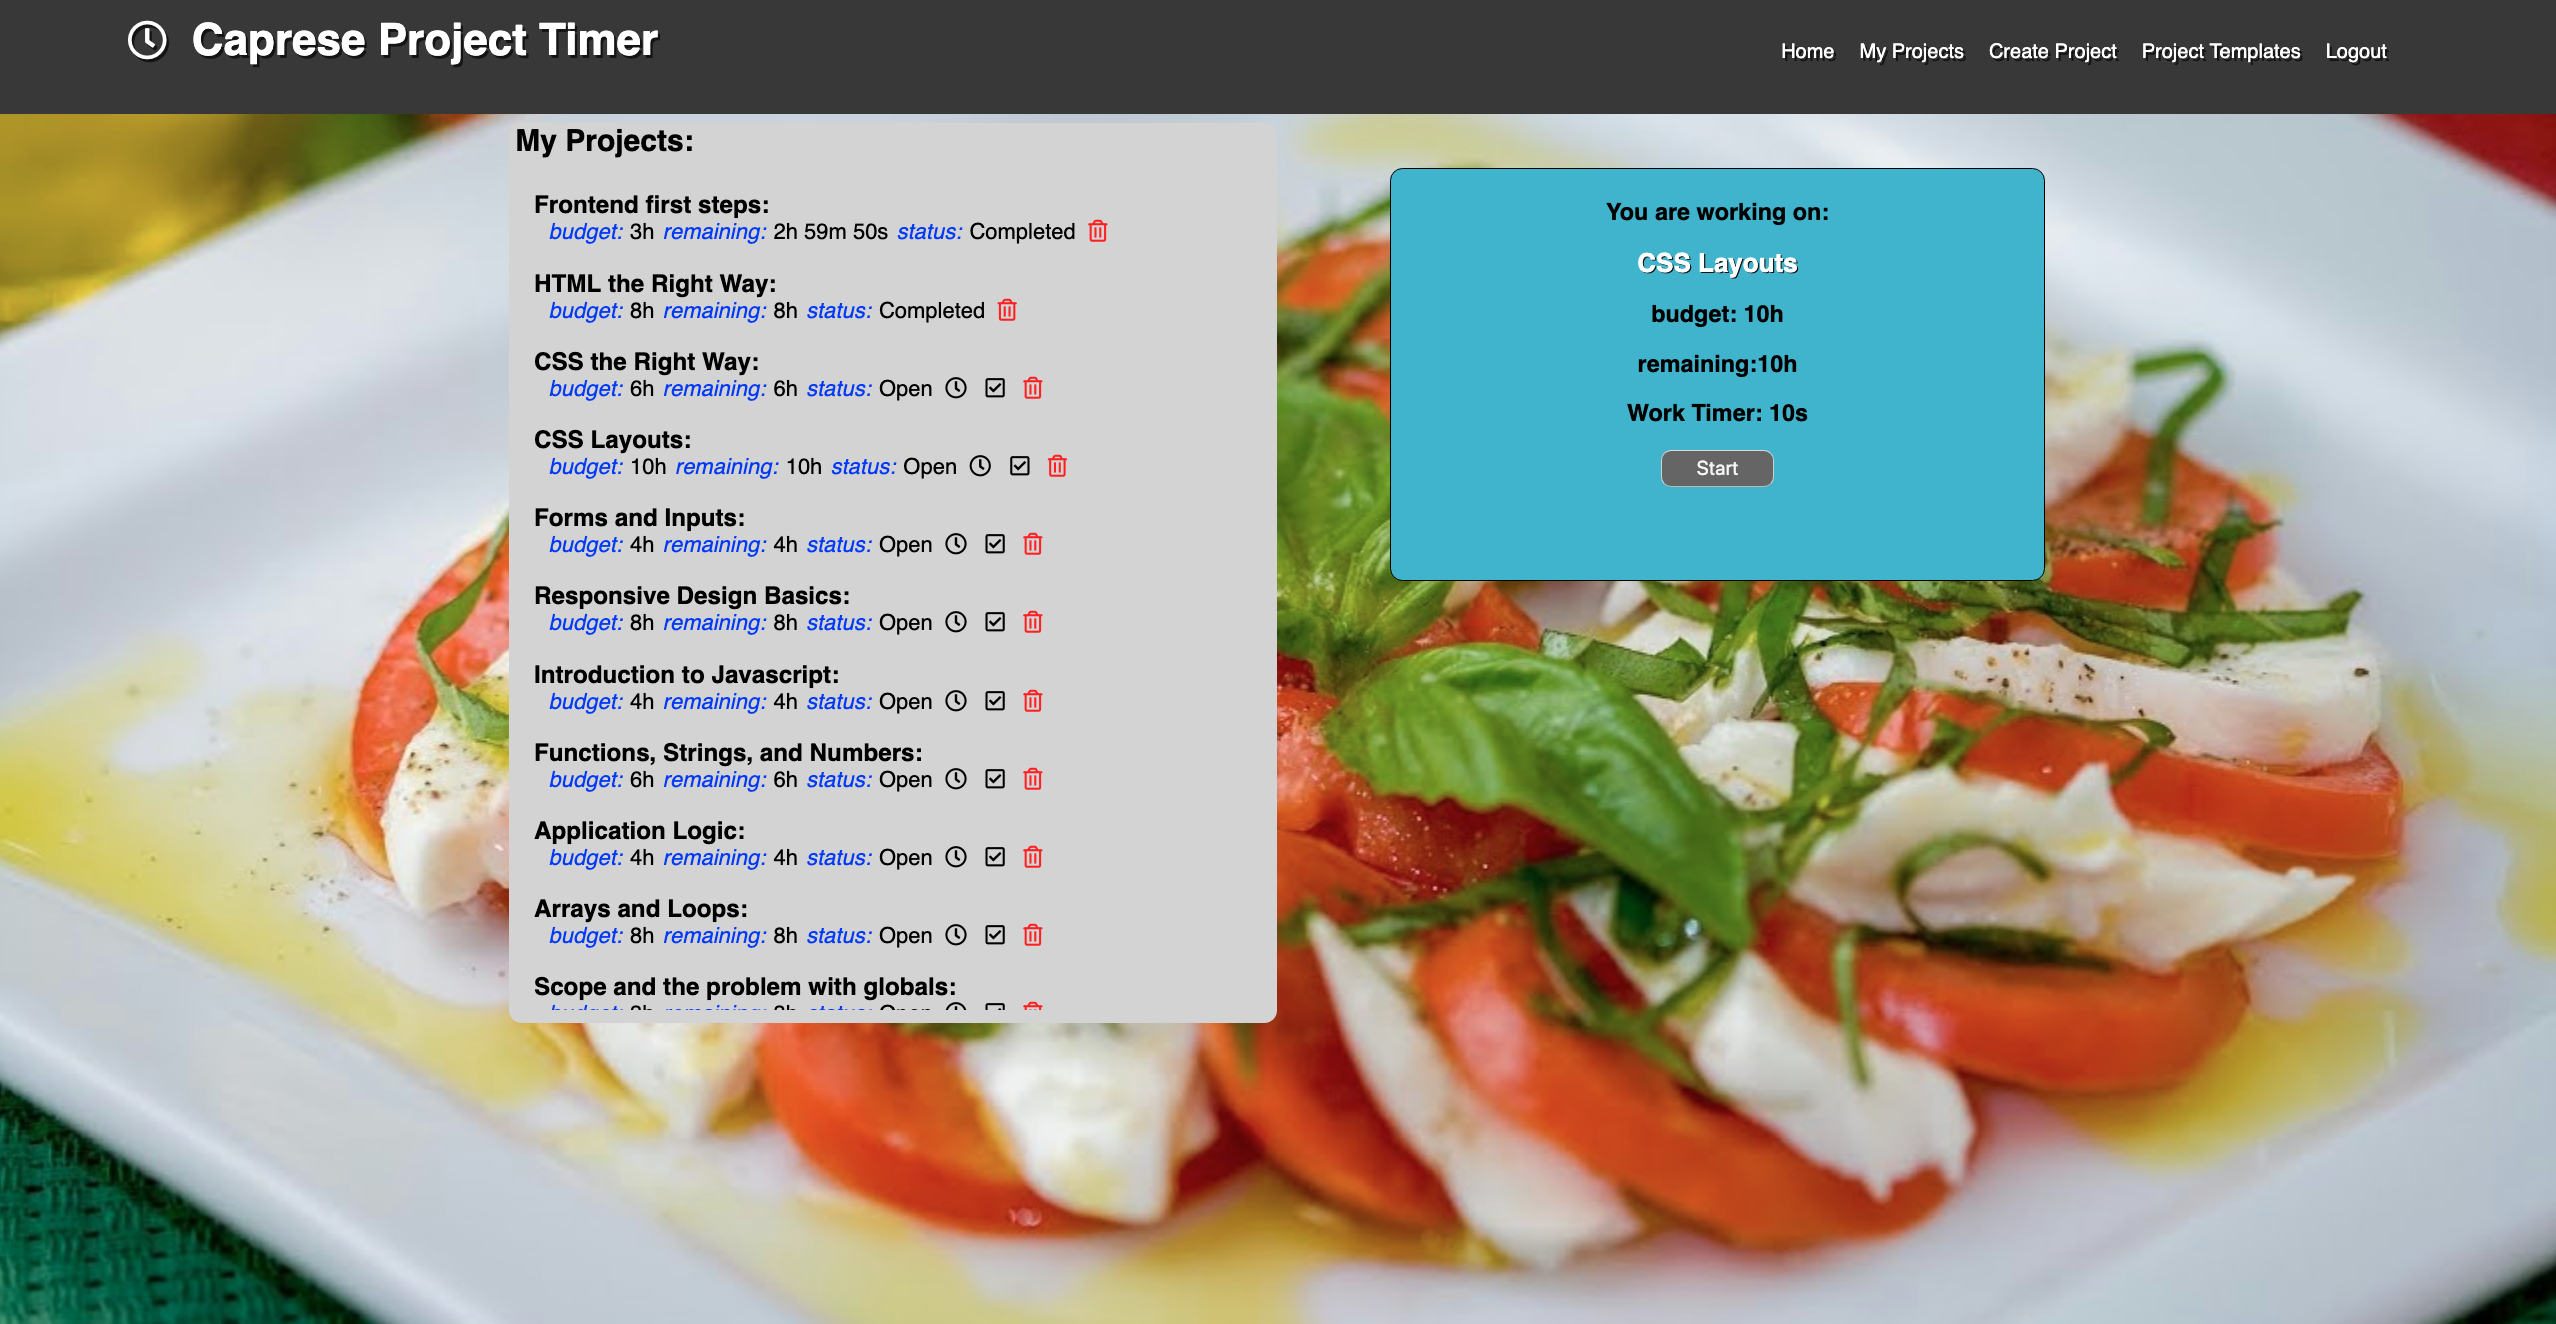 Caprese Project Timer
Home My Projects Create Project Project Templates Logout
My Projects:
Frontend first steps:
budget: 3h remaining: 2h 59m 50s status: Completed
HTML the Right Way:
budget: 8h remaining: 8h status: Completed
CSS the Right Way:
budget: 6h remaining: 6h status: Open
CSS Layouts:
budget: 10h remaining: 10h status: Open
Forms and Inputs:
budget: 4h remaining: 4h status: Open
Responsive Design Basics:
budget: 8h remaining: 8h status: Open
Introduction to Javascript:
budget: 4h remaining: 4h status: Open
Functions, Strings, and Numbers:
budget: 6h remaining: 6h status: Open
Application Logic:
budget: 4h remaining: 4h status: Open
Arrays and Loops:
budget: 8h remaining: 8h status: Open
Scope and the problem with globals:
You are working on:
CSS Layouts
budget: 10h
remaining:10h
Work Timer: 10s
Start